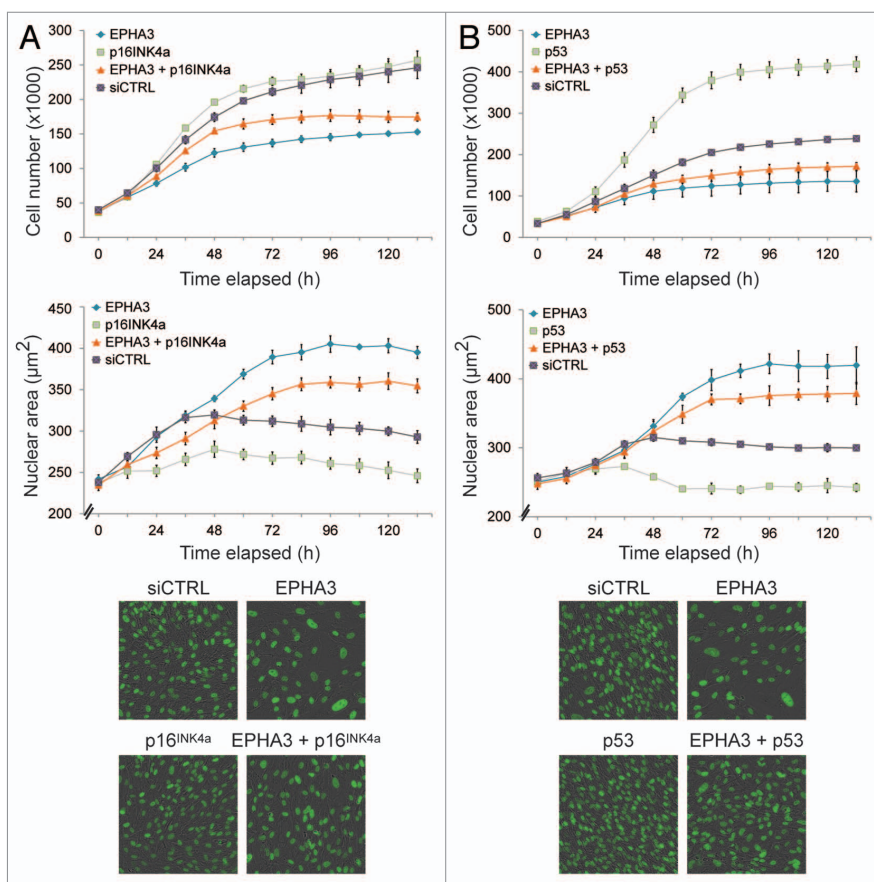 A
EPHA3
p16INK4a
EPHA3 + p16INK4a
siCTRL
Cell number (x1000)
300
250
200
150
100
50
0
0 24 48 72 96 120
Time elapsed (h)
EPHA3
p16INK4a
EPHA3 + p16INK4a
siCTRL
Nuclear area (µm²)
450
400
350
300
250
200
0 24 48 72 96 120
Time elapsed (h)
siCTRL EPHA3
p16ᴵᴺᴷ⁴ᵃ EPHA3 + p16ᴵᴺᴷ⁴ᵃ
B
EPHA3
p53
EPHA3 + p53
siCTRL
Cell number (x1000)
500
400
300
200
100
0
0 24 48 72 96 120
Time elapsed (h)
EPHA3
p53
EPHA3 + p53
siCTRL
Nuclear area (µm²)
500
400
300
200
0 24 48 72 96 120
Time elapsed (h)
siCTRL EPHA3
p53 EPHA3 + p53